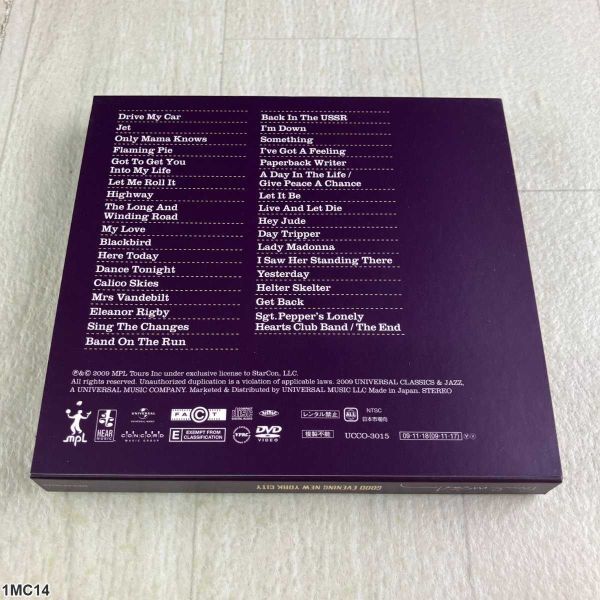 Drive My Car
Jet
Only Mama Knows
Flaming Pie
Got To Get You
Into My Life
Let Me Roll It
Highway
The Long And
Winding Road
My Love
Blackbird
Here Today
Dance Tonight
Calico Skies
Mrs Vandebilt
Eleanor Rigby
Sing The Changes
Band On The Run
Back In The USSR
I'm Down
Something
I've Got A Feeling
Paperback Writer
A Day In The Life /
Give Peace A Chance
Let It Be
Live And Let Die
Hey Jude
Day Tripper
Lady Madonna
I Saw Her Standing There
Yesterday
Helter Skelter
Get Back
Sgt.Pepper's Lonely
Hearts Club Band / The End
℗&© 2009 MPL Tours Inc under exclusive license to StarCon, LLC.
All rights reserved. Unauthorized duplication is a violation of applicable laws. 2009 UNIVERSAL CLASSICS & JAZZ,
A UNIVERSAL MUSIC COMPANY. Marketed & Distributed by UNIVERSAL MUSIC LLC Made in Japan. STEREO
MPL
HEAR MUSIC
UNIVERSAL
CONCORD
MUSIC GROUP
E EXEMPT FROM
CLASSIFICATION
DVD
VIDEO
レンタル禁止
複製不能
ALL
NTSC
日本市場向
UCCO-3015
09·11·18(09·11·17) Ⓨ Ⓨ
GOOD EVENING NEW YORK CITY
1MC14